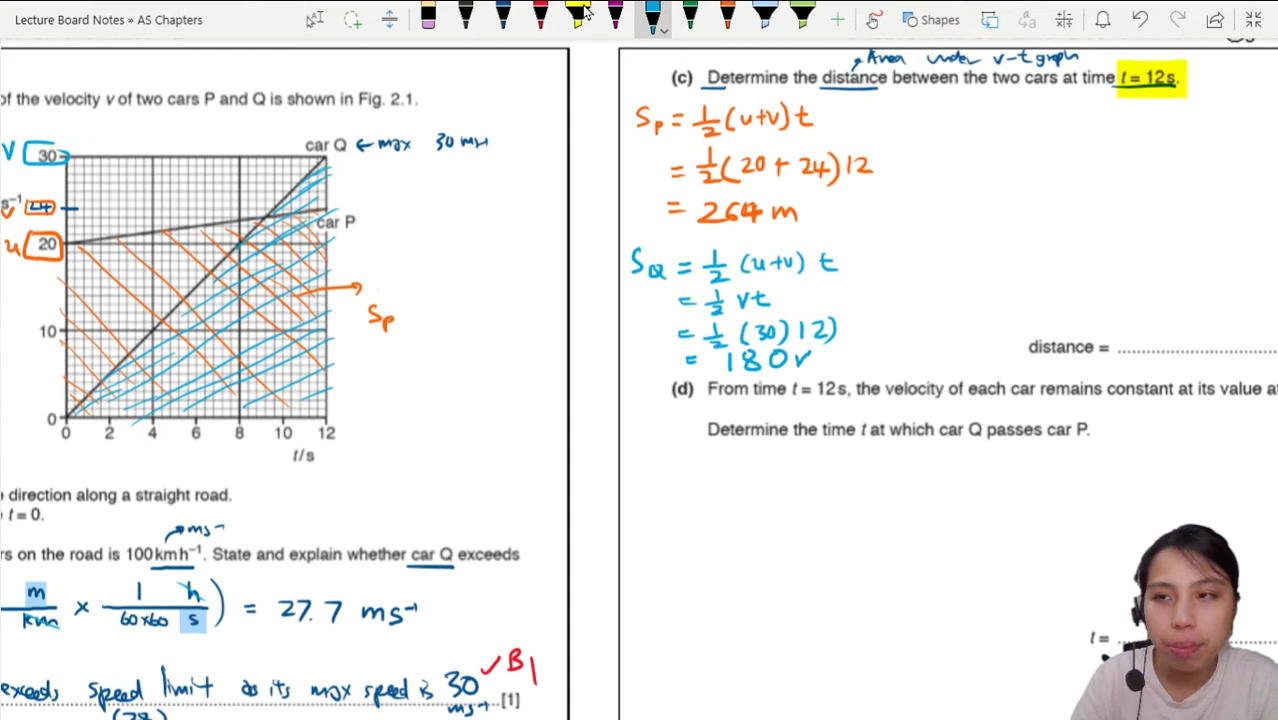 Lecture Board Notes » AS Chapters
Shapes
of the velocity v of two cars P and Q is shown in Fig. 2.1.
car Q ← max 30 ms⁻¹
V 30
s⁻¹
v 24
car P
u 20
Sp
10
0
0 2 4 6 8 10 12
t/s
direction along a straight road.
t = 0.
ms⁻¹
rs on the road is 100 km h⁻¹. State and explain whether car Q exceeds
m/km × 1 h/60×60 s ) = 27.7 ms⁻¹
✓ B1
exceeds speed limit as its max speed is 30
ms⁻¹ [1]
Area under v-t graph
(c) Determine the distance between the two cars at time t = 12 s.
Sp = 1/2 (u+v) t
= 1/2 (20 + 24) 12
= 264 m
SQ = 1/2 (u+v) t
= 1/2 vt
= 1/2 (30) 12)
= 180
distance = ........................................
(d) From time t = 12 s, the velocity of each car remains constant at its value a
Determine the time t at which car Q passes car P.
t =